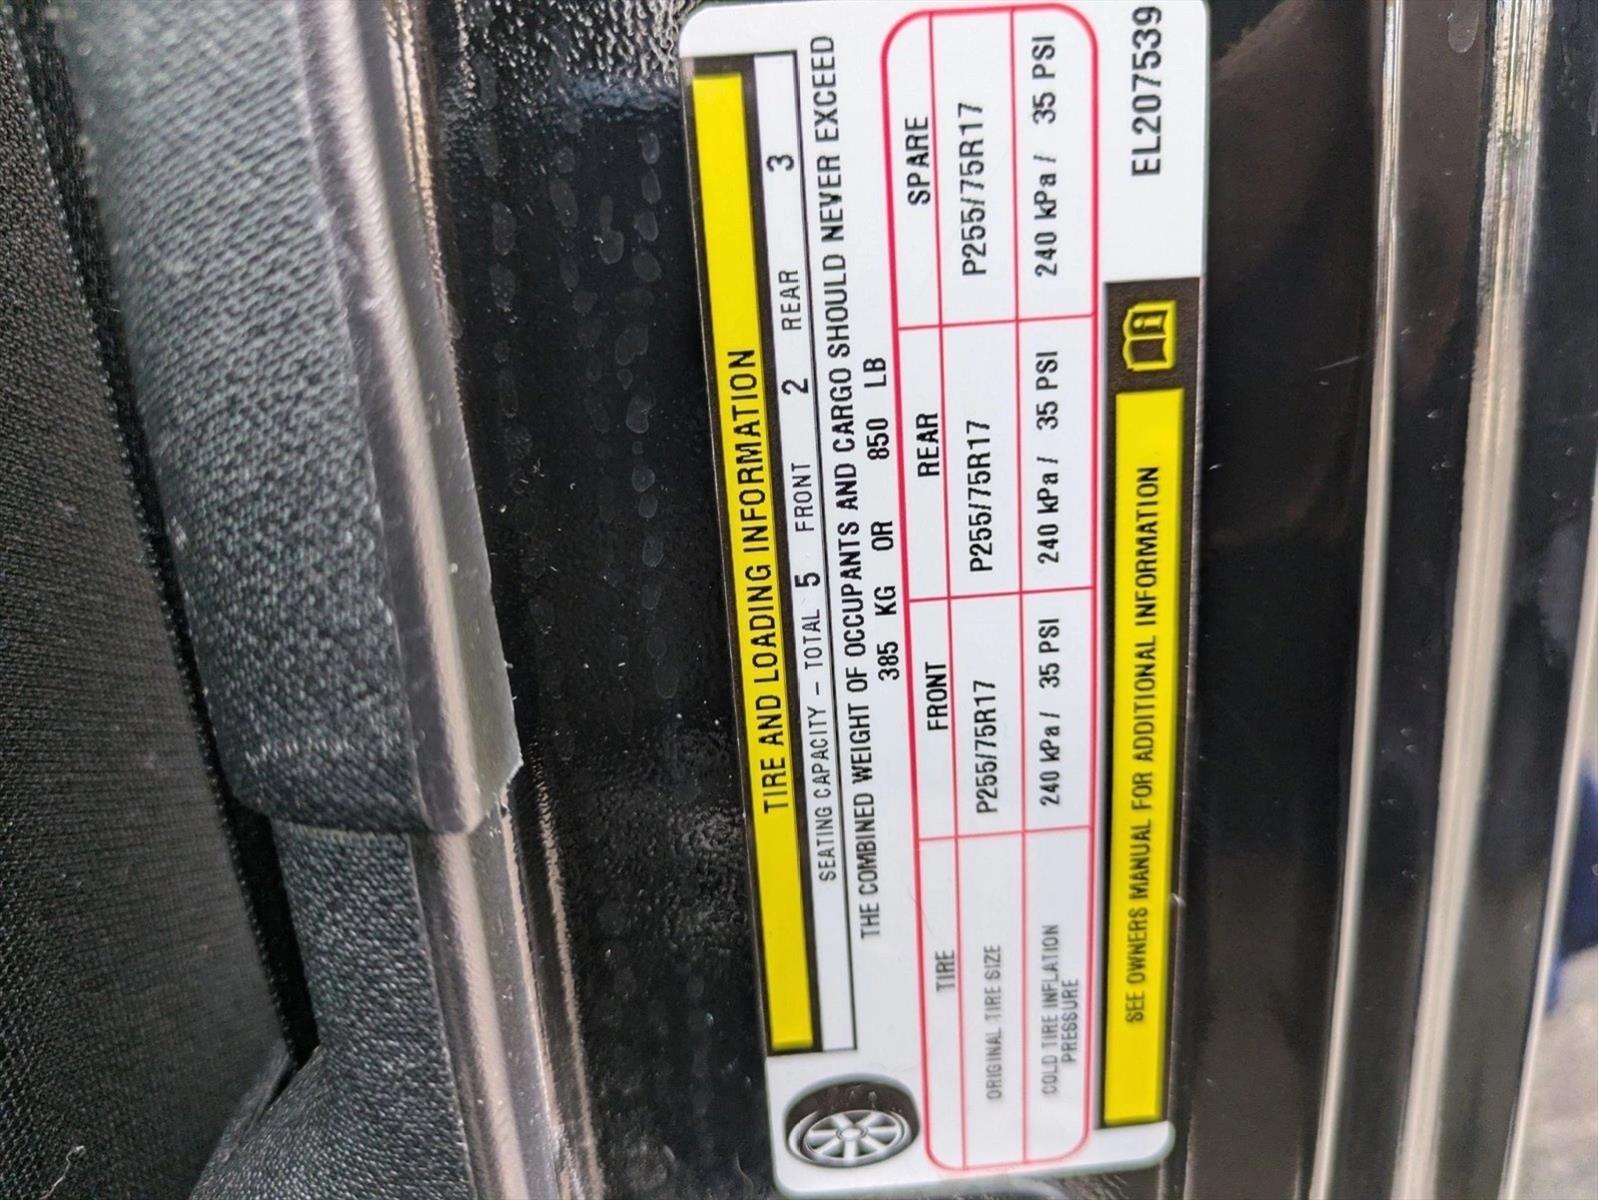 TIRE AND LOADING INFORMATION
SEATING CAPACITY – TOTAL 5 FRONT 2 REAR 3
THE COMBINED WEIGHT OF OCCUPANTS AND CARGO SHOULD NEVER EXCEED
385 KG OR 850 LB
TIRE FRONT REAR SPARE
ORIGINAL TIRE SIZE P255/75R17 P255/75R17 P255/75R17
COLD TIRE INFLATION PRESSURE 240 kPa / 35 PSI 240 kPa / 35 PSI 240 kPa / 35 PSI
SEE OWNERS MANUAL FOR ADDITIONAL INFORMATION
EL207539